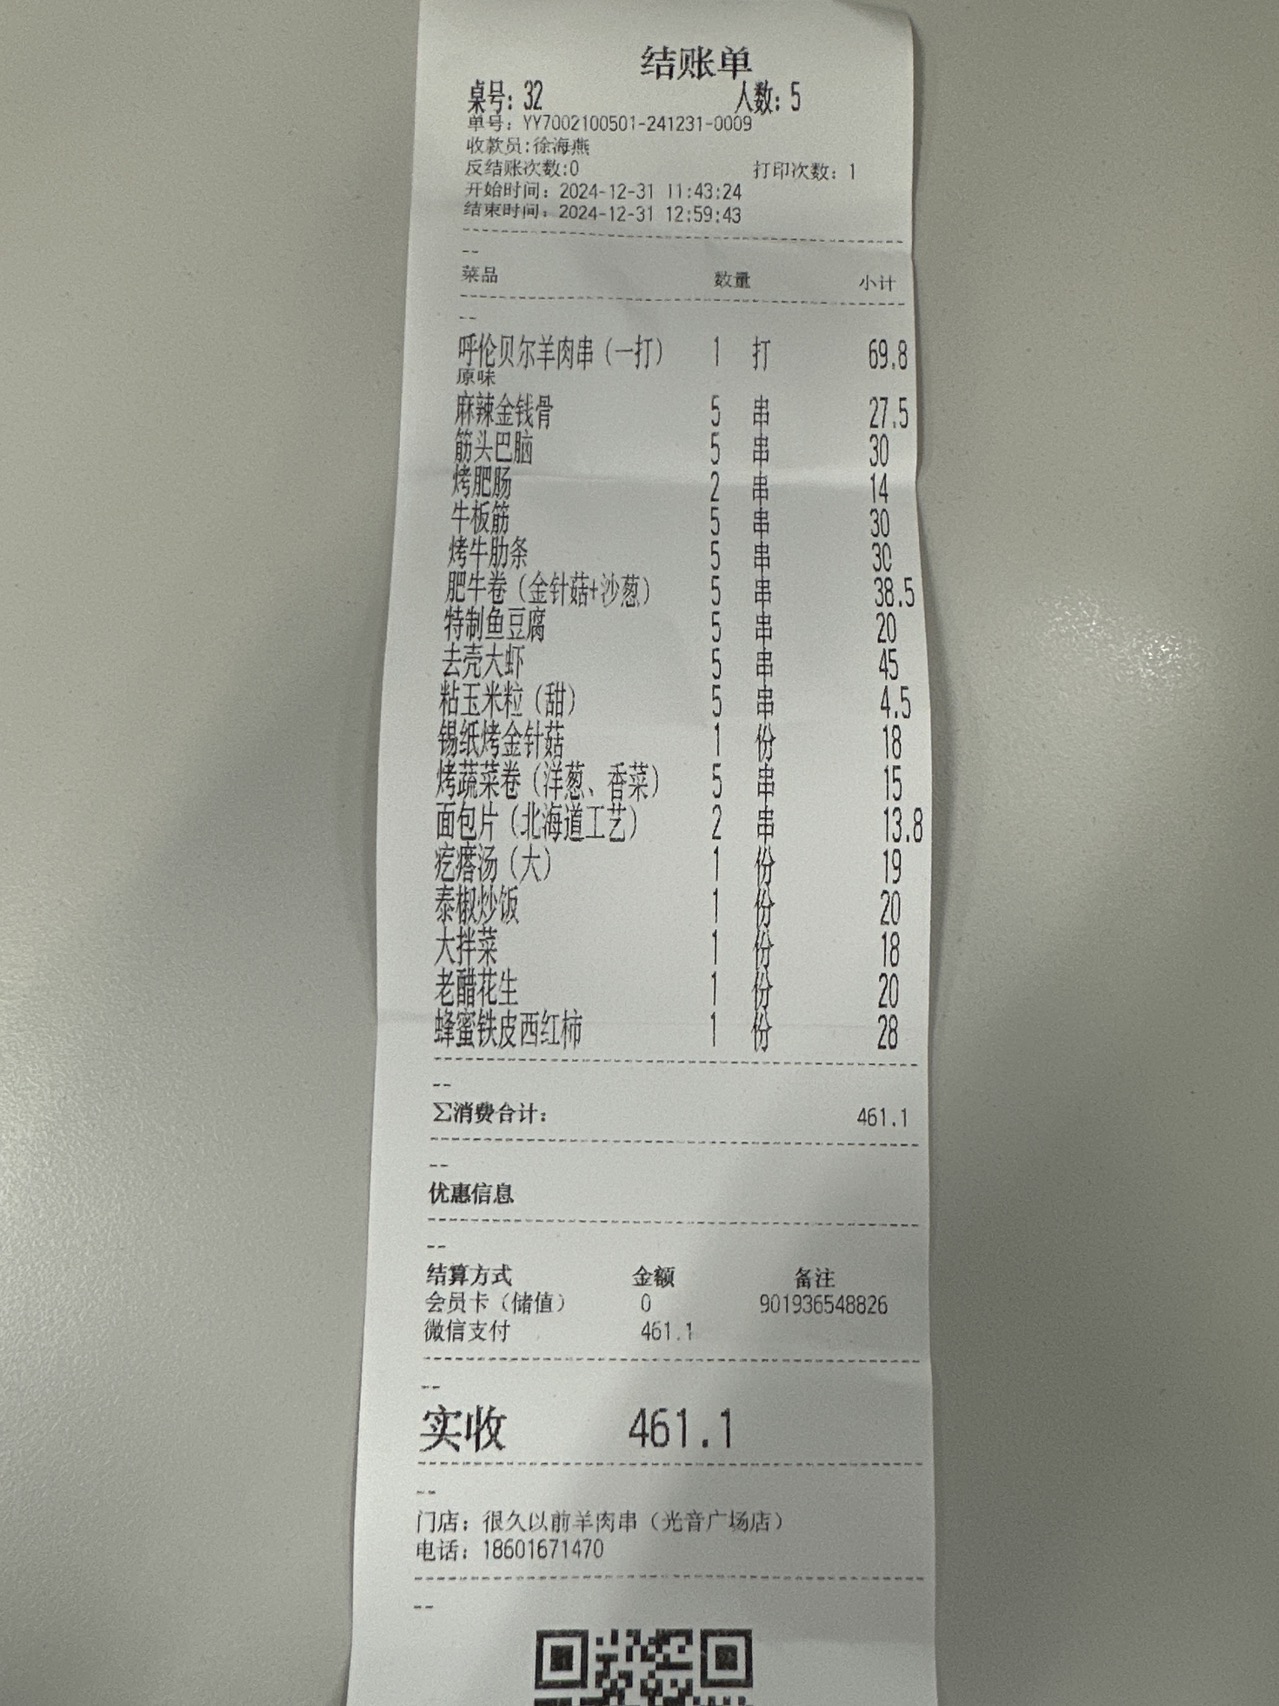 结账单
桌号: 32 人数: 5
单号: YY7002100501-241231-0009
收款员:徐海燕
反结账次数:0 打印次数: 1
开始时间: 2024-12-31 11:43:24
结束时间: 2024-12-31 12:59:43
--
菜品 数量 小计
--
呼伦贝尔羊肉串（一打） 1 打 69.8
原味
麻辣金钱骨 5 串 27.5
筋头巴脑 5 串 30
烤肥肠 2 串 14
牛板筋 5 串 30
烤牛肋条 5 串 30
肥牛卷（金针菇+沙葱） 5 串 38.5
特制鱼豆腐 5 串 20
去壳大虾 5 串 45
粘玉米粒（甜） 5 串 4.5
锡纸烤金针菇 1 份 18
烤蔬菜卷（洋葱、香菜） 5 串 15
面包片（北海道工艺） 2 串 13.8
疙瘩汤（大） 1 份 19
泰椒炒饭 1 份 20
大拌菜 1 份 18
老醋花生 1 份 20
蜂蜜铁皮西红柿 1 份 28
--
∑消费合计: 461.1
--
优惠信息
--
结算方式 金额 备注
会员卡（储值） 0 901936548826
微信支付 461.1
--
实收 461.1
--
门店: 很久以前羊肉串（光音广场店）
电话: 18601671470
--